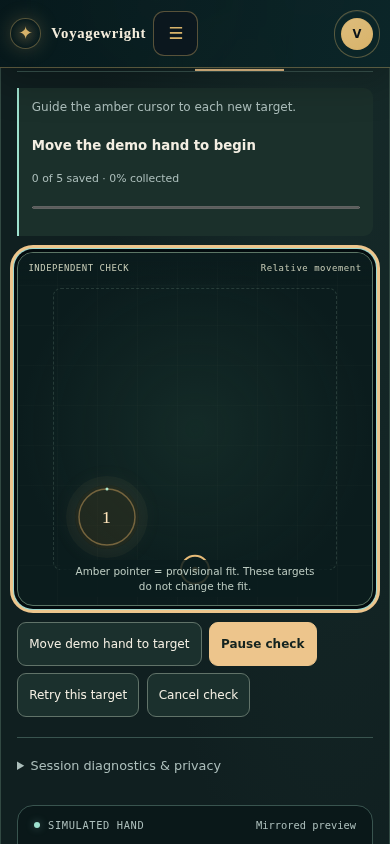 Voyagewright
V
Guide the amber cursor to each new target.
Move the demo hand to begin
0 of 5 saved · 0% collected
INDEPENDENT CHECK
Relative movement
1
Amber pointer = provisional fit. These targets
do not change the fit.
Move demo hand to target
Pause check
Retry this target
Cancel check
Session diagnostics & privacy
SIMULATED HAND
Mirrored preview